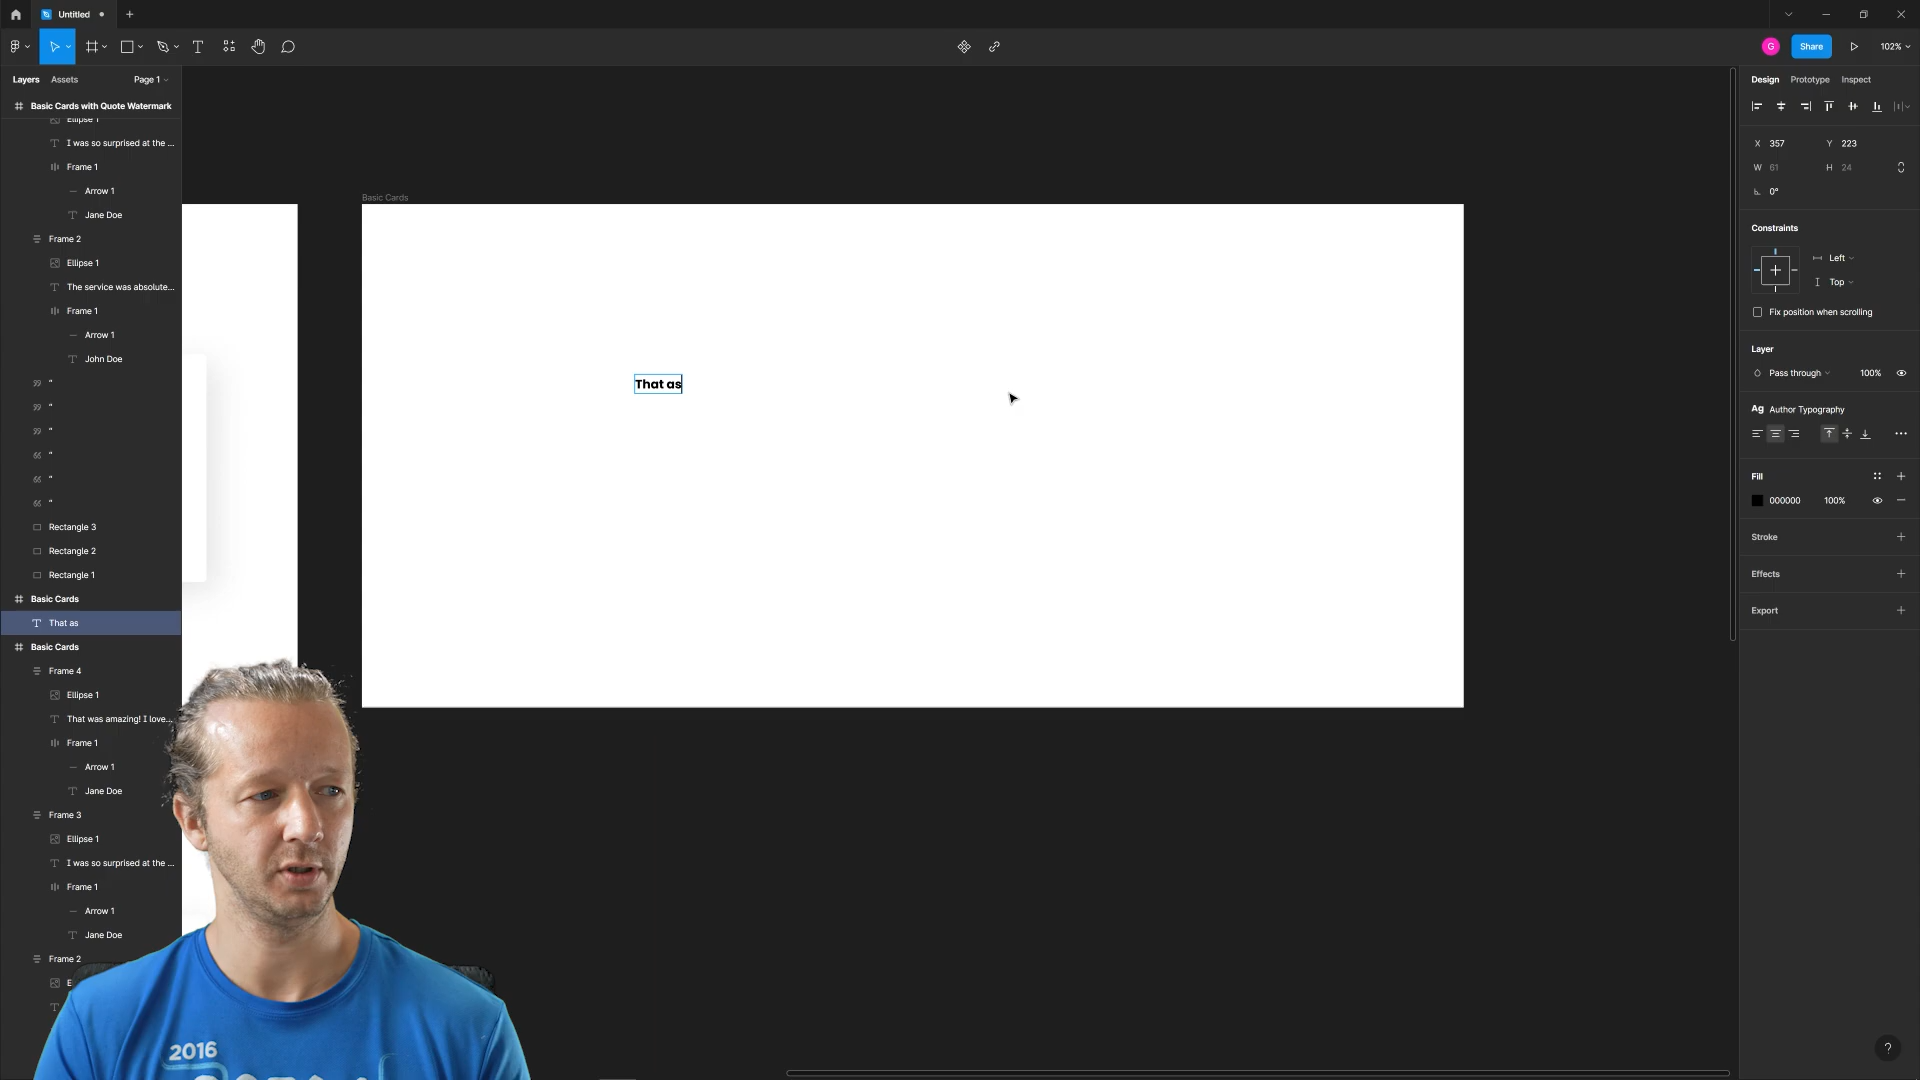 Untitled
Share
102%
Layers
Assets
Page 1
Basic Cards with Quote Watermark
Ellipse 1
I was so surprised at the ...
Frame 1
Arrow 1
Jane Doe
Frame 2
Ellipse 1
The service was absolute...
Frame 1
Arrow 1
John Doe
“
“
“
“
“
“
Rectangle 3
Rectangle 2
Rectangle 1
Basic Cards
That as
Basic Cards
Frame 4
Ellipse 1
That was amazing! I love...
Frame 1
Arrow 1
Jane Doe
Frame 3
Ellipse 1
I was so surprised at the ...
Frame 1
Arrow 1
Jane Doe
Frame 2
E
Basic Cards
That as
2016
G
Design
Prototype
Inspect
X 357
Y 223
W 61
H 24
0°
Constraints
Left
Top
Fix position when scrolling
Layer
Pass through
100%
Ag Author Typography
Fill
000000
100%
Stroke
Effects
Export
?